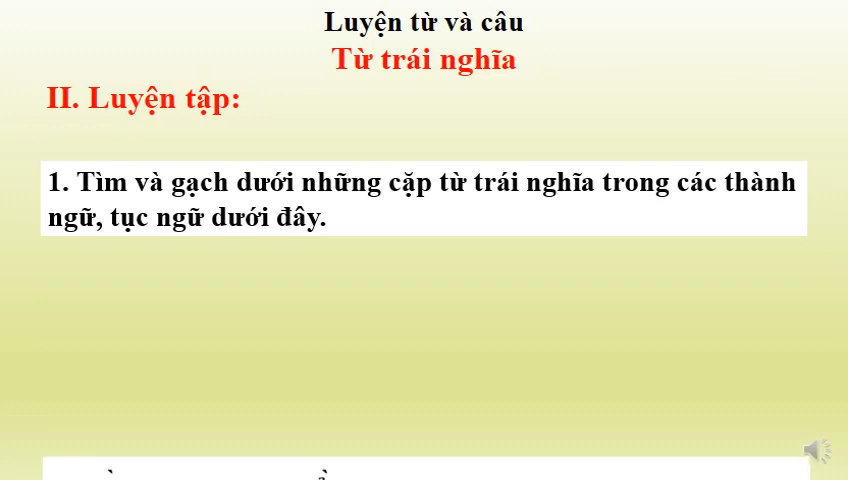 Luyện từ và câu
Từ trái nghĩa
II. Luyện tập:
1. Tìm và gạch dưới những cặp từ trái nghĩa trong các thành
ngữ, tục ngữ dưới đây.